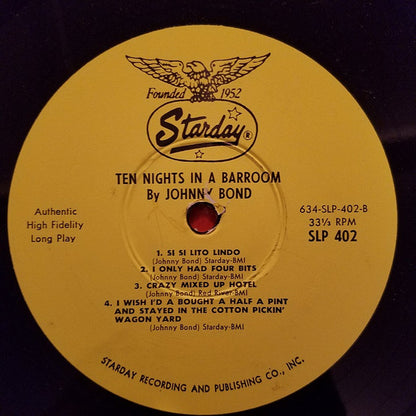 Founded 1952
Starday®
TEN NIGHTS IN A BARROOM
By JOHNNY BOND
Authentic
High Fidelity
Long Play
634-SLP-402-B
33⅓ RPM
SLP 402
1. SI SI LITO LINDO
(Johnny Bond) Starday-BMI
2. I ONLY HAD FOUR BITS
(Johnny Bond) Starday-BMI
3. CRAZY MIXED UP HOTEL
(Johnny Bond) Red River-BMI
4. I WISH I'D A BOUGHT A HALF A PINT
AND STAYED IN THE COTTON PICKIN'
WAGON YARD
(Johnny Bond) Starday-BMI
STARDAY RECORDING AND PUBLISHING CO., INC.